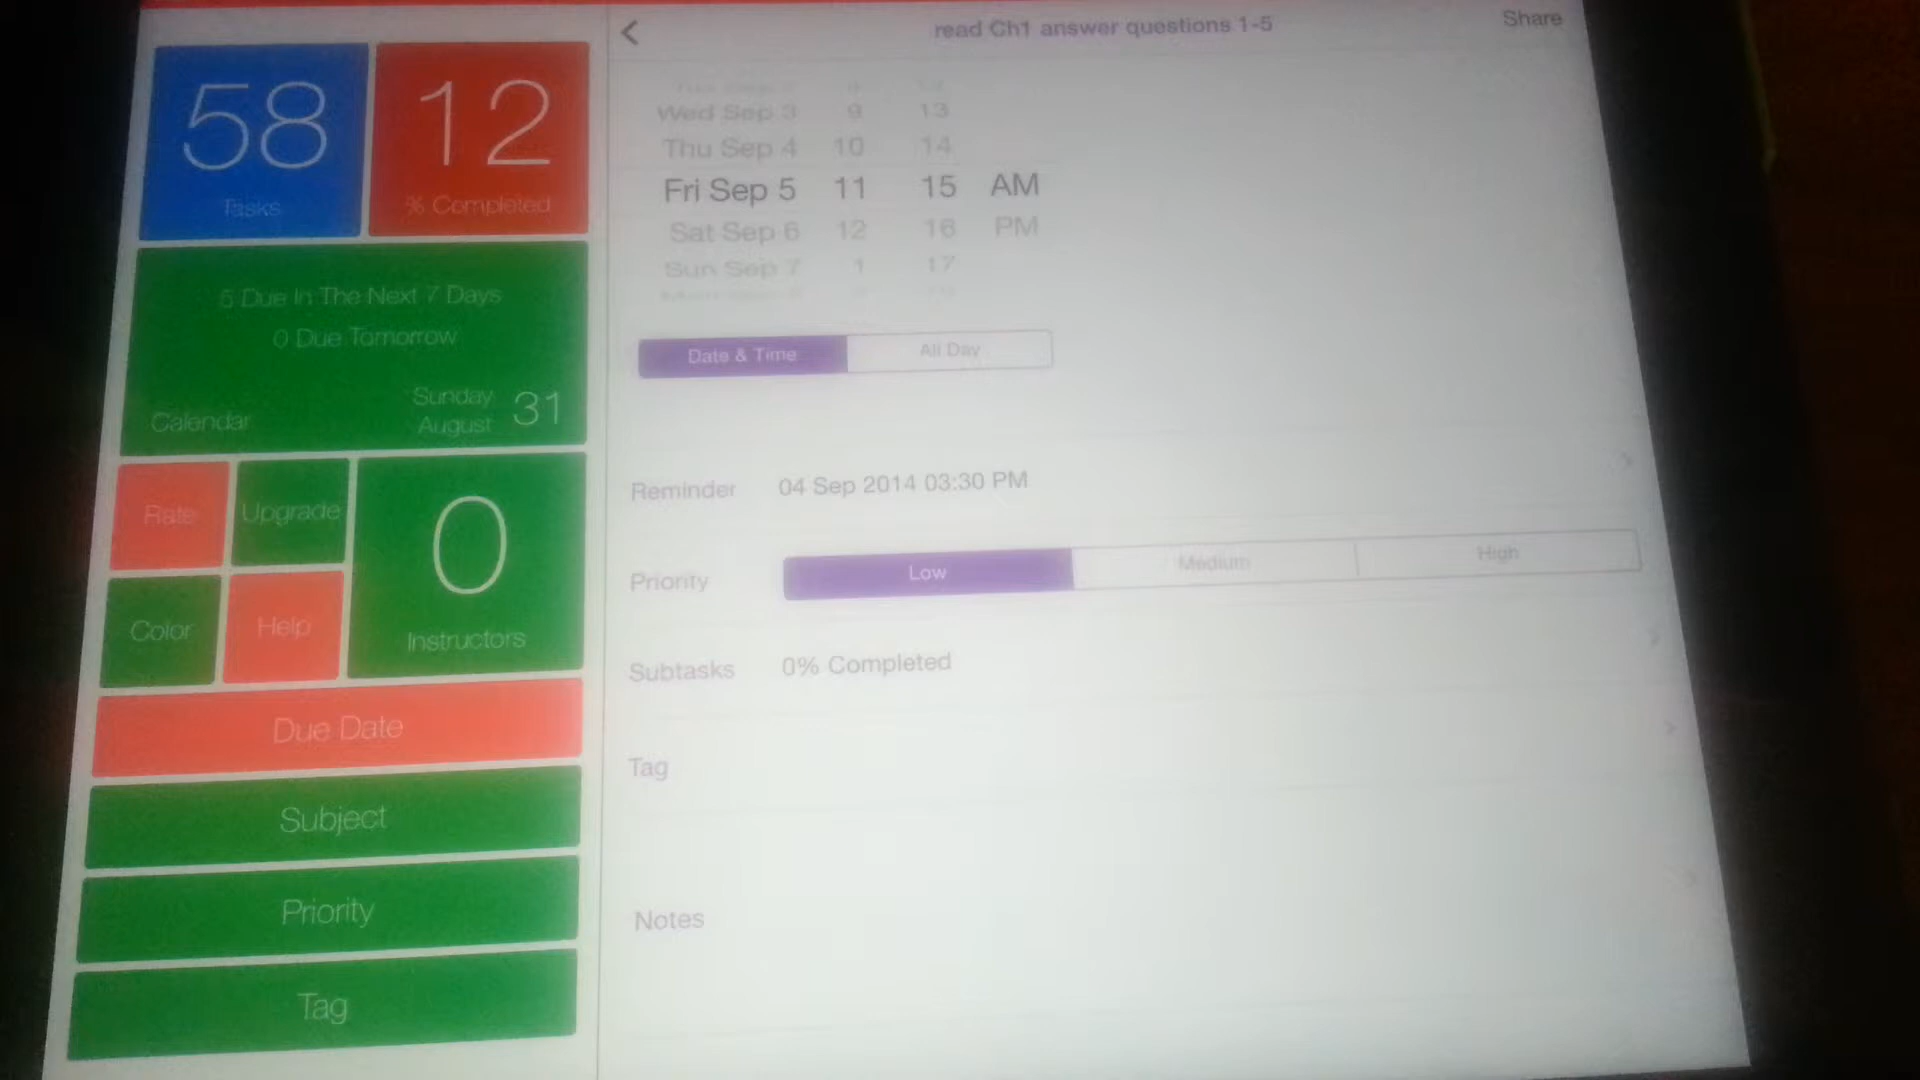 58
Tasks
12
% Completed
5 Due In The Next 7 Days
0 Due Tomorrow
Calendar
Sunday
August
31
Rate
Upgrade
Color
Help
0
Instructors
Due Date
Subject
Priority
Tag
read Ch1 answer questions 1-5
Share
Wed Sep 3 9 13
Thu Sep 4 10 14
Fri Sep 5 11 15 AM
Sat Sep 6 12 16 PM
Sun Sep 7 1 17
Date & Time
All Day
Reminder 04 Sep 2014 03:30 PM
Priority Low Medium High
Subtasks 0% Completed
Tag
Notes